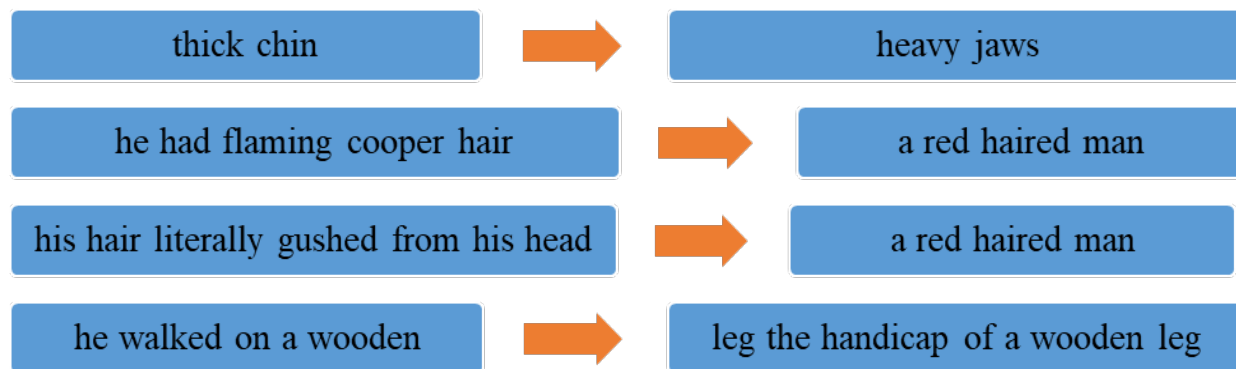 thick chin
heavy jaws
he had flaming cooper hair
a red haired man
his hair literally gushed from his head
a red haired man
he walked on a wooden
leg the handicap of a wooden leg